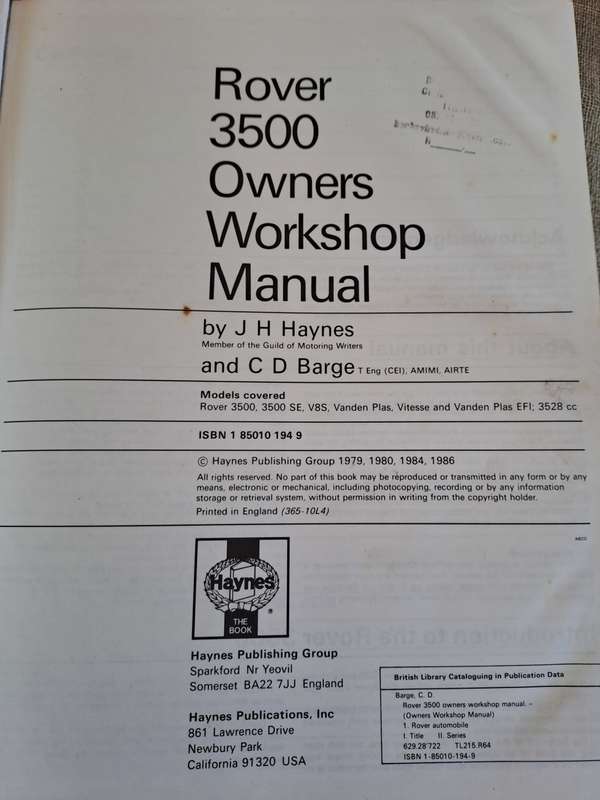 Rover
3500
Owners
Workshop
Manual
by J H Haynes
Member of the Guild of Motoring Writers
and C D Barge T Eng (CEI), AMIMI, AIRTE
Models covered
Rover 3500, 3500 SE, V8S, Vanden Plas, Vitesse and Vanden Plas EFI; 3528 cc
ISBN 1 85010 194 9
© Haynes Publishing Group 1979, 1980, 1984, 1986
All rights reserved. No part of this book may be reproduced or transmitted in any form or by any
means, electronic or mechanical, including photocopying, recording or by any information
storage or retrieval system, without permission in writing from the copyright holder.
Printed in England (365-10L4)
Haynes
®
THE
BOOK
Haynes Publishing Group
Sparkford Nr Yeovil
Somerset BA22 7JJ England
Haynes Publications, Inc
861 Lawrence Drive
Newbury Park
California 91320 USA
British Library Cataloguing in Publication Data
Barge, C. D.
Rover 3500 owners workshop manual. –
(Owners Workshop Manual)
1. Rover automobile
I. Title II. Series
629.28'722 TL215.R64
ISBN 1-85010-194-9